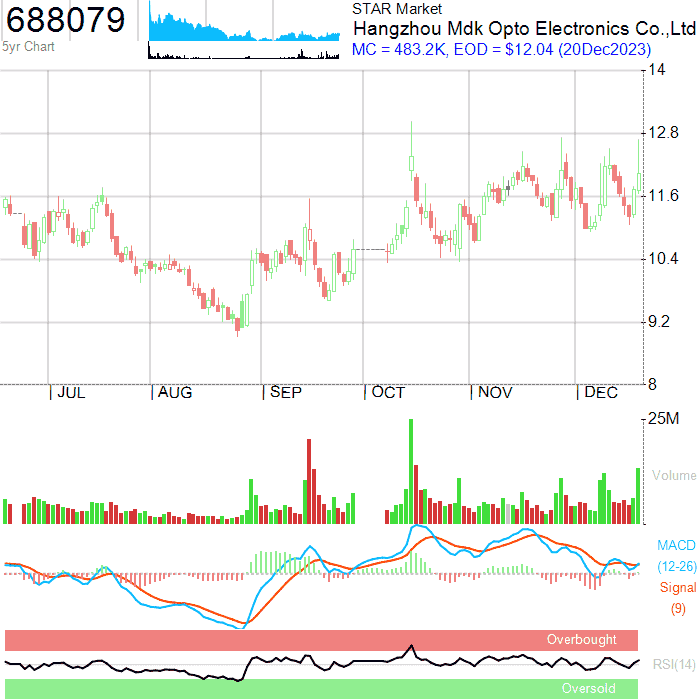 688079
5yr Chart
STAR Market
Hangzhou Mdk Opto Electronics Co.,Ltd
MC = 483.2K, EOD = $12.04 (20Dec2023)
14
12.8
11.6
10.4
9.2
8
JUL
AUG
SEP
OCT
NOV
DEC
25M
Volume
MACD
(12-26)
Signal
(9)
Overbought
RSI(14)
Oversold